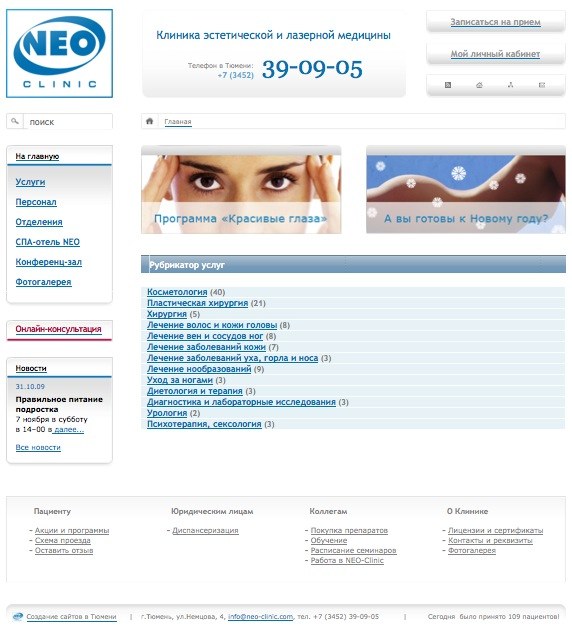 NEO
CLINIC
Клиника эстетической и лазерной медицины
Телефон в Тюмени:
+7 (3452)
39-09-05
Записаться на прием
Мой личный кабинет
поиск
Главная
На главную
Услуги
Персонал
Отделения
СПА-отель NEO
Конференц-зал
Фотогалерея
Онлайн-консультация
Новости
31.10.09
Правильное питание
подростка
7 ноября в субботу
в 14-00 в далее...
Все новости
Программа «Красивые глаза»
А вы готовы к Новому году?
Рубрикатор услуг
Косметология (40)
Пластическая хирургия (21)
Хирургия (5)
Лечение волос и кожи головы (8)
Лечение вен и сосудов ног (8)
Лечение заболеваний кожи (7)
Лечение заболеваний уха, горла и носа (3)
Лечение нообразований (9)
Уход за ногами (3)
Диетология и терапия (3)
Диагностика и лабораторные исследования (3)
Урология (2)
Психотерапия, сексология (3)
Пациенту
- Акции и программы
- Схема проезда
- Оставить отзыв
Юридическим лицам
- Диспансеризация
Коллегам
- Покупка препаратов
- Обучение
- Расписание семинаров
- Работа в NEO-Clinic
О Клинике
- Лицензии и сертификаты
- Контакты и реквизиты
- Фотогалерея
Создание сайтов в Тюмени | г.Тюмень, ул.Немцова, 4, info@neo-clinic.com, тел. +7 (3452) 39-09-05 | Сегодня было принято 109 пациентов!